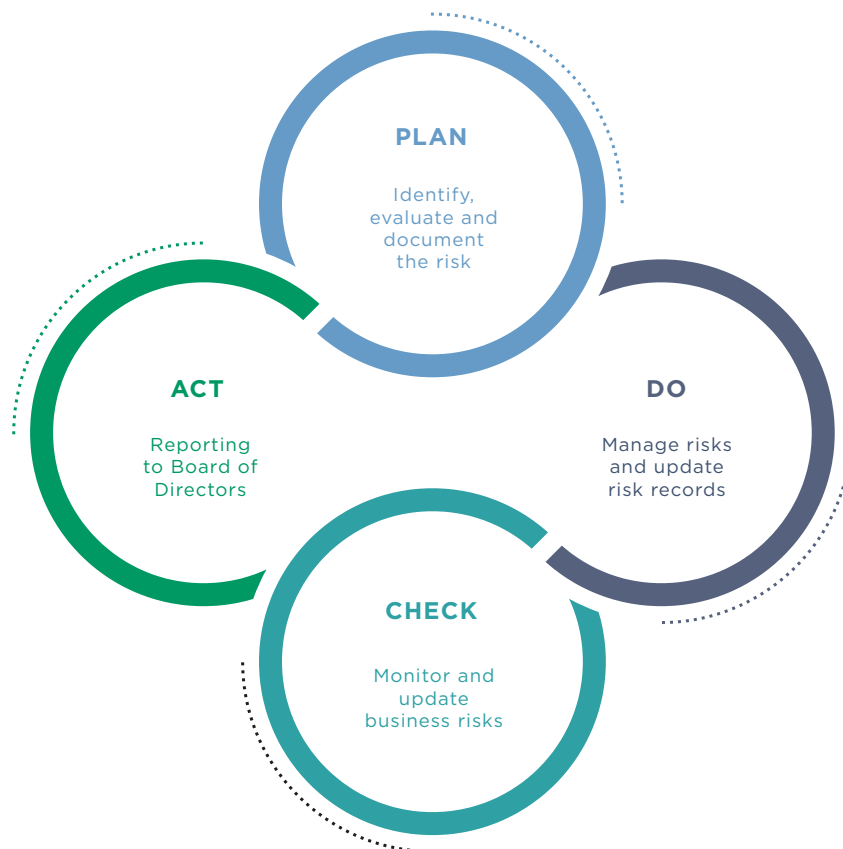 PLAN
Identify,
evaluate and
document
the risk
ACT
Reporting
to Board of
Directors
DO
Manage risks
and update
risk records
CHECK
Monitor and
update
business risks